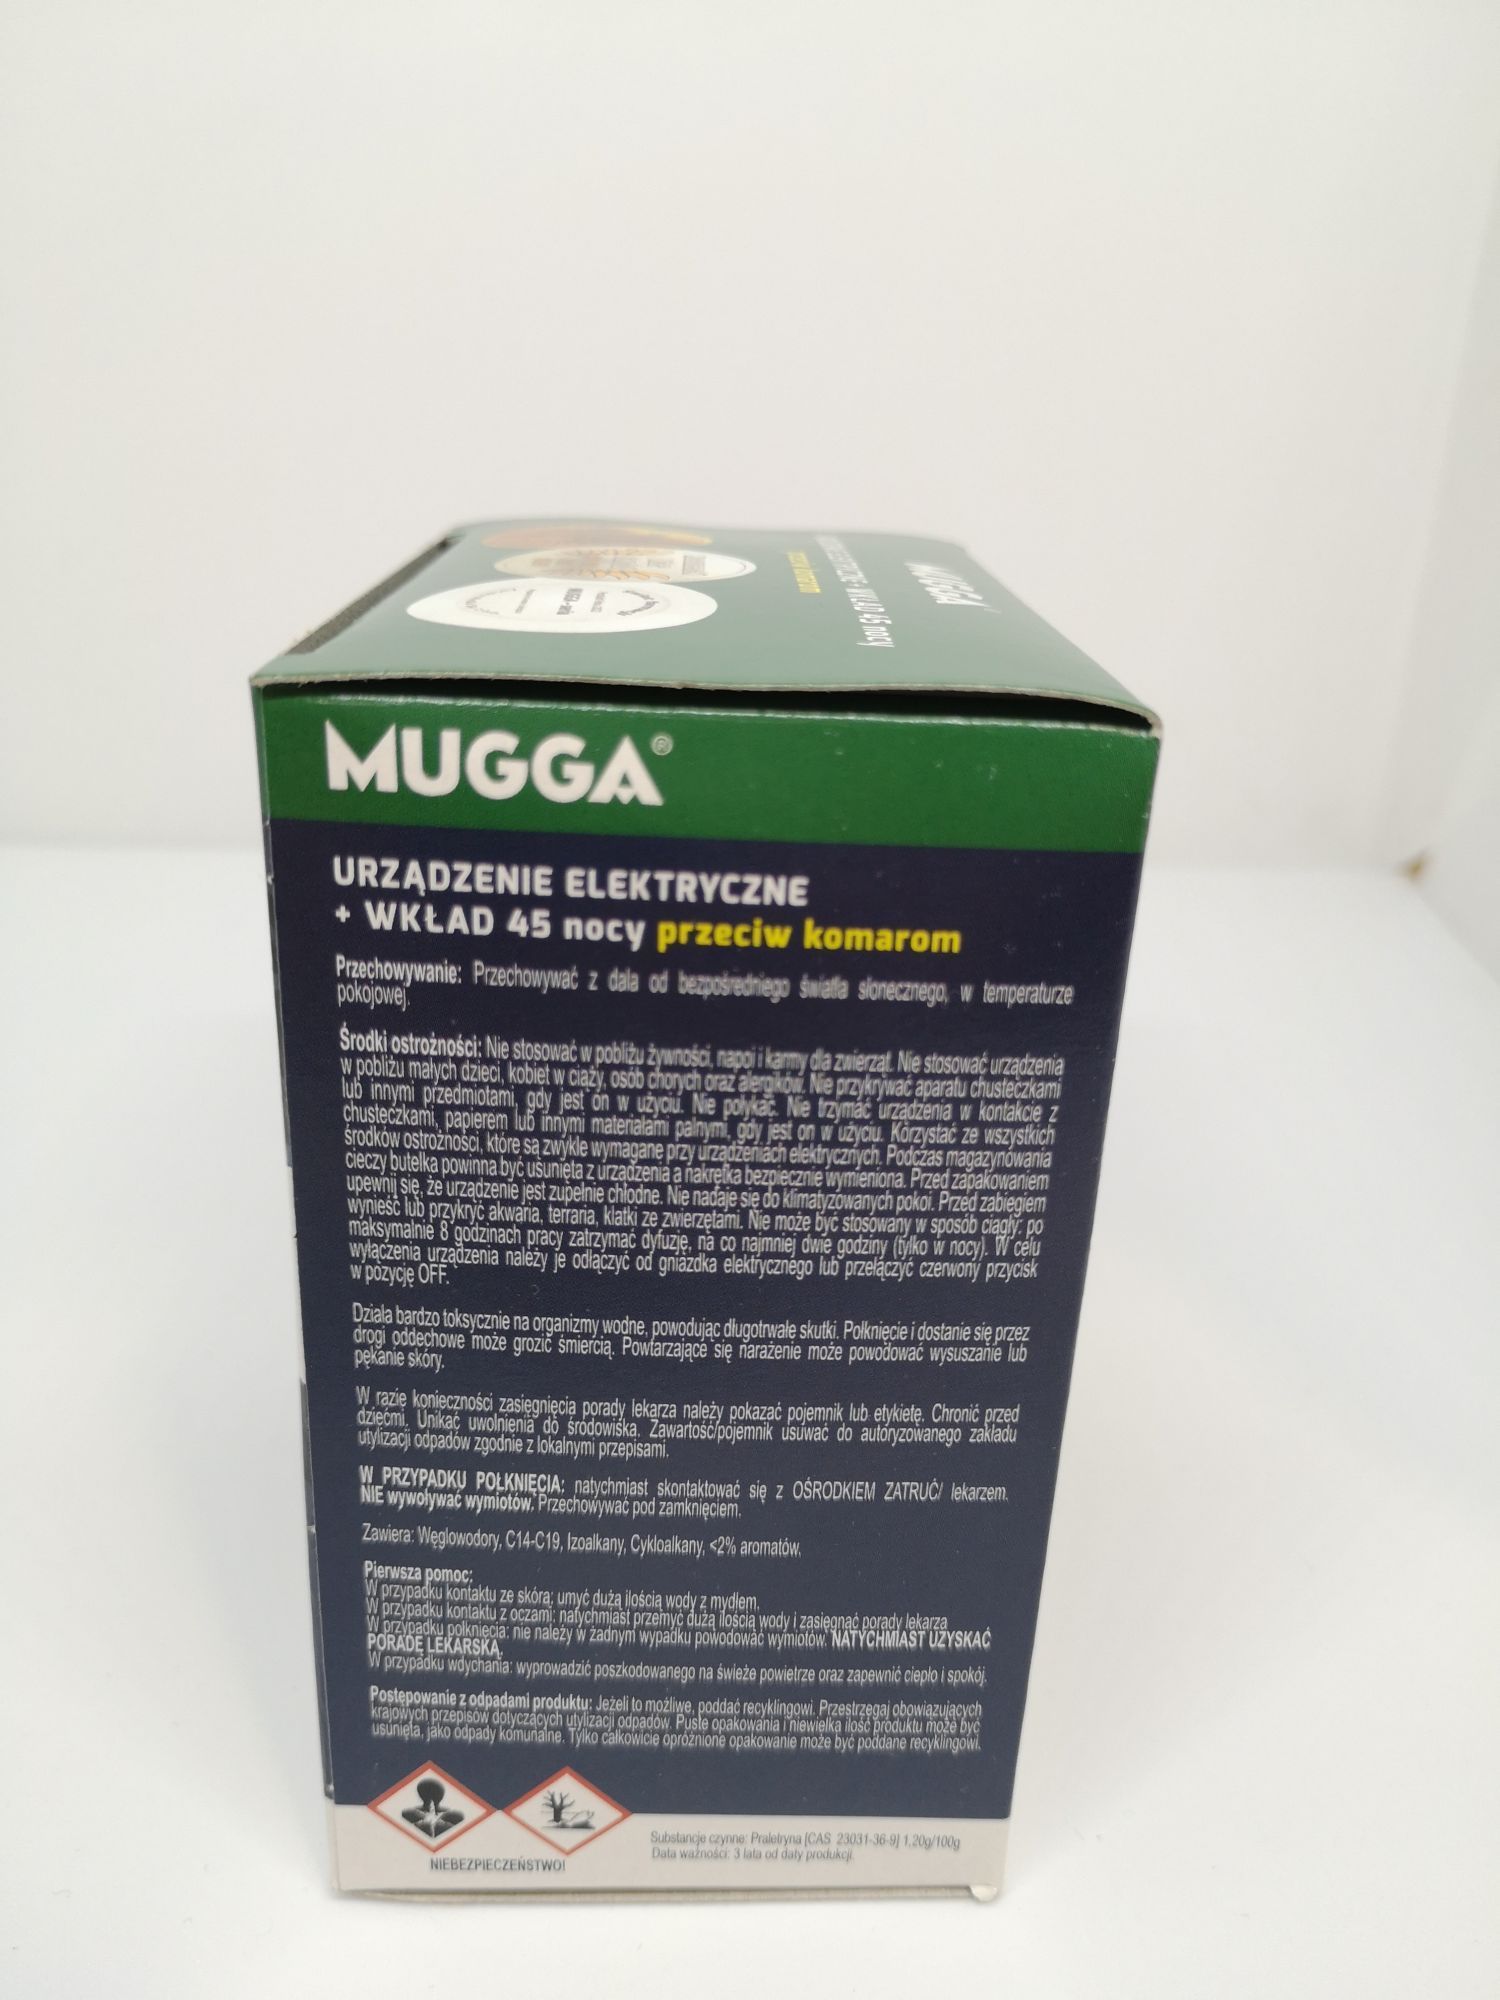 MUGGA
WKŁAD 45 nocy
MUGGA®
URZĄDZENIE ELEKTRYCZNE
+ WKŁAD 45 nocy przeciw komarom
Przechowywanie: Przechowywać z dala od bezpośredniego światła słonecznego, w temperaturze
pokojowej.
Środki ostrożności: Nie stosować w pobliżu żywności, napoi i karmy dla zwierząt. Nie stosować urządzenia
w pobliżu małych dzieci, kobiet w ciąży, osób chorych oraz alergików. Nie przykrywać aparatu chusteczkami
lub innymi przedmiotami, gdy jest on w użyciu. Nie połykać. Nie trzymać urządzenia w kontakcie z
chusteczkami, papierem lub innymi materiałami palnymi, gdy jest on w użyciu. Korzystać ze wszystkich
środków ostrożności, które są zwykle wymagane przy urządzeniach elektrycznych. Podczas magazynowania
cieczy butelka powinna być usunięta z urządzenia a nakrętka bezpiecznie wymieniona. Przed zapakowaniem
upewnij się, że urządzenie jest zupełnie chłodne. Nie nadaje się do klimatyzowanych pokoi. Przed zabiegiem
wynieść lub przykryć akwaria, terraria, klatki ze zwierzętami. Nie może być stosowany w sposób ciągły: po
maksymalnie 8 godzinach pracy zatrzymać dyfuzję, na co najmniej dwie godziny (tylko w nocy). W celu
wyłączenia urządzenia należy je odłączyć od gniazdka elektrycznego lub przełączyć czerwony przycisk
w pozycję OFF.
Działa bardzo toksycznie na organizmy wodne, powodując długotrwałe skutki. Połknięcie i dostanie się przez
drogi oddechowe może grozić śmiercią. Powtarzające się narażenie może powodować wysuszanie lub
pękanie skóry.
W razie konieczności zasięgnięcia porady lekarza należy pokazać pojemnik lub etykietę. Chronić przed
dziećmi. Unikać uwolnienia do środowiska. Zawartość/pojemnik usuwać do autoryzowanego zakładu
utylizacji odpadów zgodnie z lokalnymi przepisami.
W PRZYPADKU POŁKNIĘCIA: natychmiast skontaktować się z OŚRODKIEM ZATRUĆ/ lekarzem.
NIE wywoływać wymiotów. Przechowywać pod zamknięciem.
Zawiera: Węglowodory, C14-C19, Izoalkany, Cykloalkany, <2% aromatów.
Pierwsza pomoc:
W przypadku kontaktu ze skórą: umyć dużą ilością wody z mydłem.
W przypadku kontaktu z oczami: natychmiast przemyć dużą ilością wody i zasięgnąć porady lekarza
W przypadku połknięcia: nie należy w żadnym wypadku powodować wymiotów. NATYCHMIAST UZYSKAĆ
PORADĘ LEKARSKĄ.
W przypadku wdychania: wyprowadzić poszkodowanego na świeże powietrze oraz zapewnić ciepło i spokój.
Postępowanie z odpadami produktu: Jeżeli to możliwe, poddać recyklingowi. Przestrzegaj obowiązujących
krajowych przepisów dotyczących utylizacji odpadów. Puste opakowania i niewielka ilość produktu może być
usunięta, jako odpady komunalne. Tylko całkowicie opróżnione opakowanie może być poddane recyklingowi.
NIEBEZPIECZEŃSTWO!
Substancje czynne: Praletryna [CAS 23031-36-9] 1,20g/100g
Data ważności: 3 lata od daty produkcji.